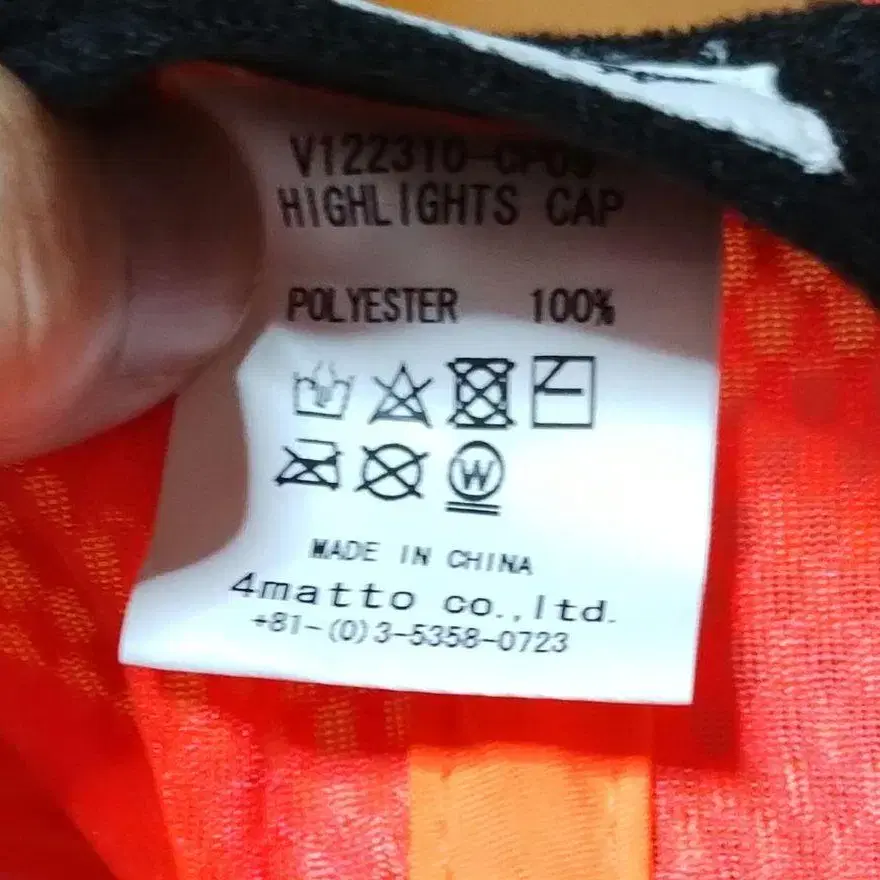 HIGHLIGHTS CAP
POLYESTER 100%
W
MADE IN CHINA
4matto co.,ltd.
+81-(0)3-5358-0723